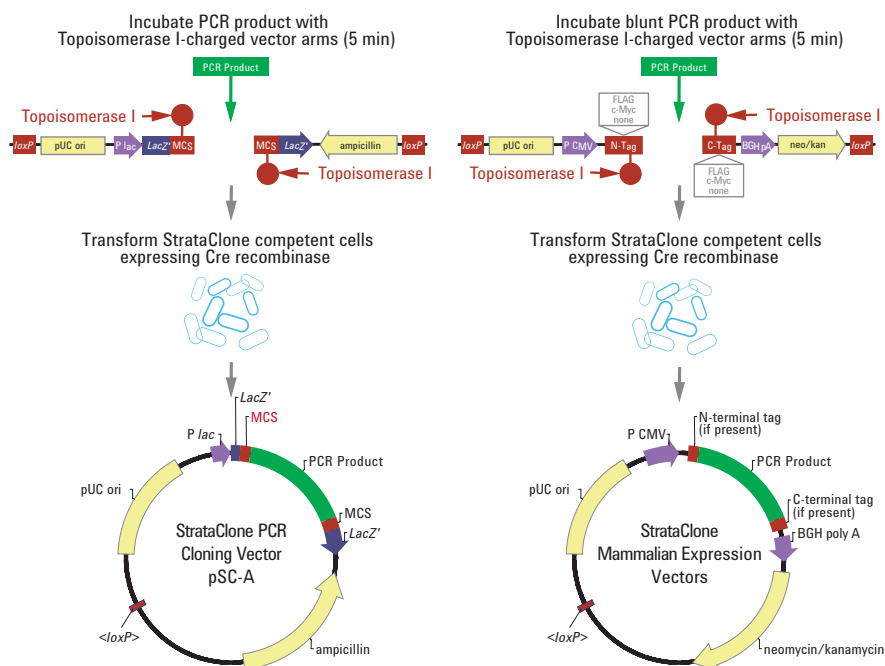 Incubate PCR product with
Topoisomerase I-charged vector arms (5 min)
PCR Product
Topoisomerase I
loxP
pUC ori
P lac
LacZ'
MCS
MCS
LacZ'
ampicillin
loxP
Topoisomerase I
Transform StrataClone competent cells
expressing Cre recombinase
LacZ'
MCS
P lac
PCR Product
pUC ori
MCS
LacZ'
StrataClone PCR
Cloning Vector
pSC-A
<loxP>
ampicillin
Incubate blunt PCR product with
Topoisomerase I-charged vector arms (5 min)
PCR Product
FLAG
c-Myc
none
Topoisomerase I
loxP
pUC ori
P CMV
N-Tag
C-Tag
BGH pA
neo/kan
loxP
Topoisomerase I
FLAG
c-Myc
none
Transform StrataClone competent cells
expressing Cre recombinase
N-terminal tag
(if present)
P CMV
PCR Product
pUC ori
C-terminal tag
(if present)
BGH poly A
StrataClone
Mammalian Expression
Vectors
<loxP>
neomycin/kanamycin